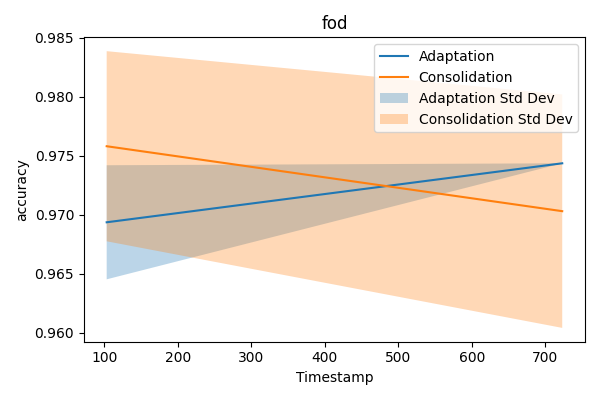 fod
accuracy
0.985
0.980
0.975
0.970
0.965
0.960
Adaptation
Consolidation
Adaptation Std Dev
Consolidation Std Dev
100 200 300 400 500 600 700
Timestamp